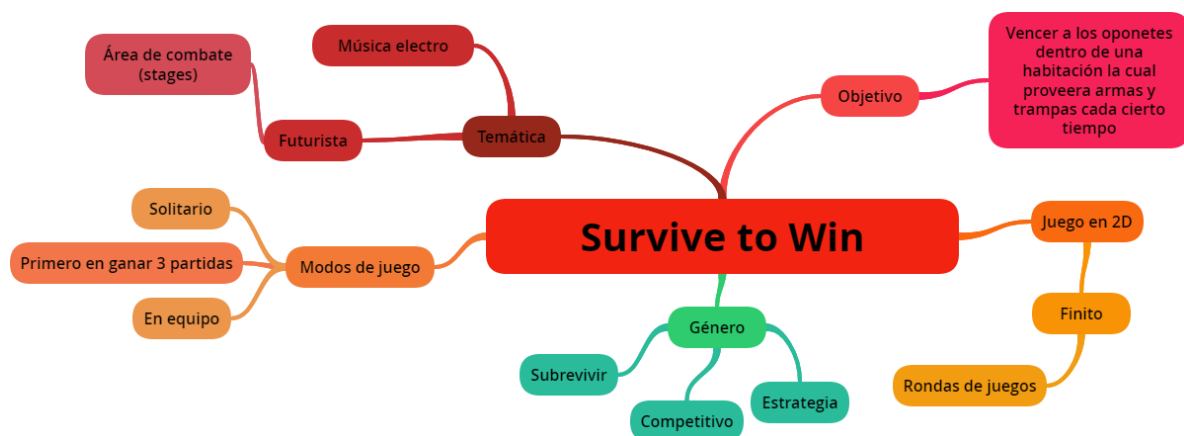 Survive to Win
Temática
Música electro
Futurista
Área de combate
(stages)
Objetivo
Vencer a los oponetes
dentro de una
habitación la cual
proveera armas y
trampas cada cierto
tiempo
Modos de juego
Solitario
Primero en ganar 3 partidas
En equipo
Género
Subrevivir
Competitivo
Estrategia
Juego en 2D
Finito
Rondas de juegos